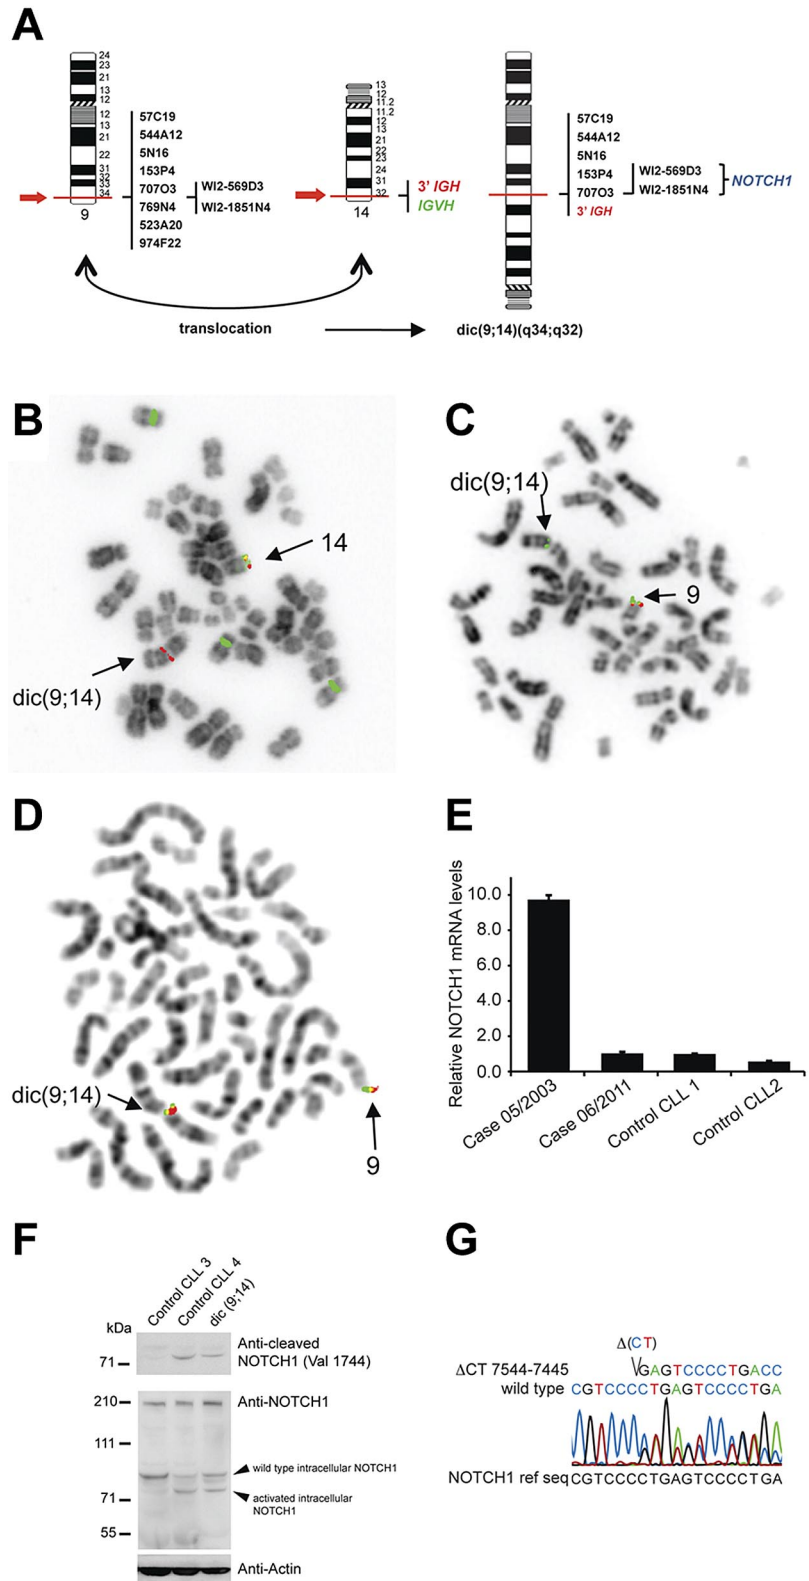 A
24
23
21
13
12
12
13
21
22
31
32
33
34
9
57C19
544A12
5N16
153P4
707O3
769N4
523A20
974F22
WI2-569D3
WI2-1851N4
13
12
11.2
11.2
12
13
21
22
23
24
31
32
14
3' IGH
IGVH
57C19
544A12
5N16
153P4
707O3
3' IGH
WI2-569D3
WI2-1851N4
NOTCH1
translocation
dic(9;14)(q34;q32)
B
14
dic(9;14)
C
dic(9;14)
9
D
dic(9;14)
9
E
Relative NOTCH1 mRNA levels
10.0
8.0
6.0
4.0
2.0
0.0
Case 05/2003
Case 06/2011
Control CLL 1
Control CLL2
F
Control CLL 3
Control CLL 4
dic (9;14)
kDa
71
Anti-cleaved
NOTCH1 (Val 1744)
210
Anti-NOTCH1
111
wild type intracellular NOTCH1
71
activated intracellular
NOTCH1
55
Anti-Actin
G
Δ(CT)
ΔCT 7544-7445 GAGTCCCCTGACC
wild type CGTCCCCTGAGTCCCCTGA
NOTCH1 ref seq CGTCCCCTGAGTCCCCTGA